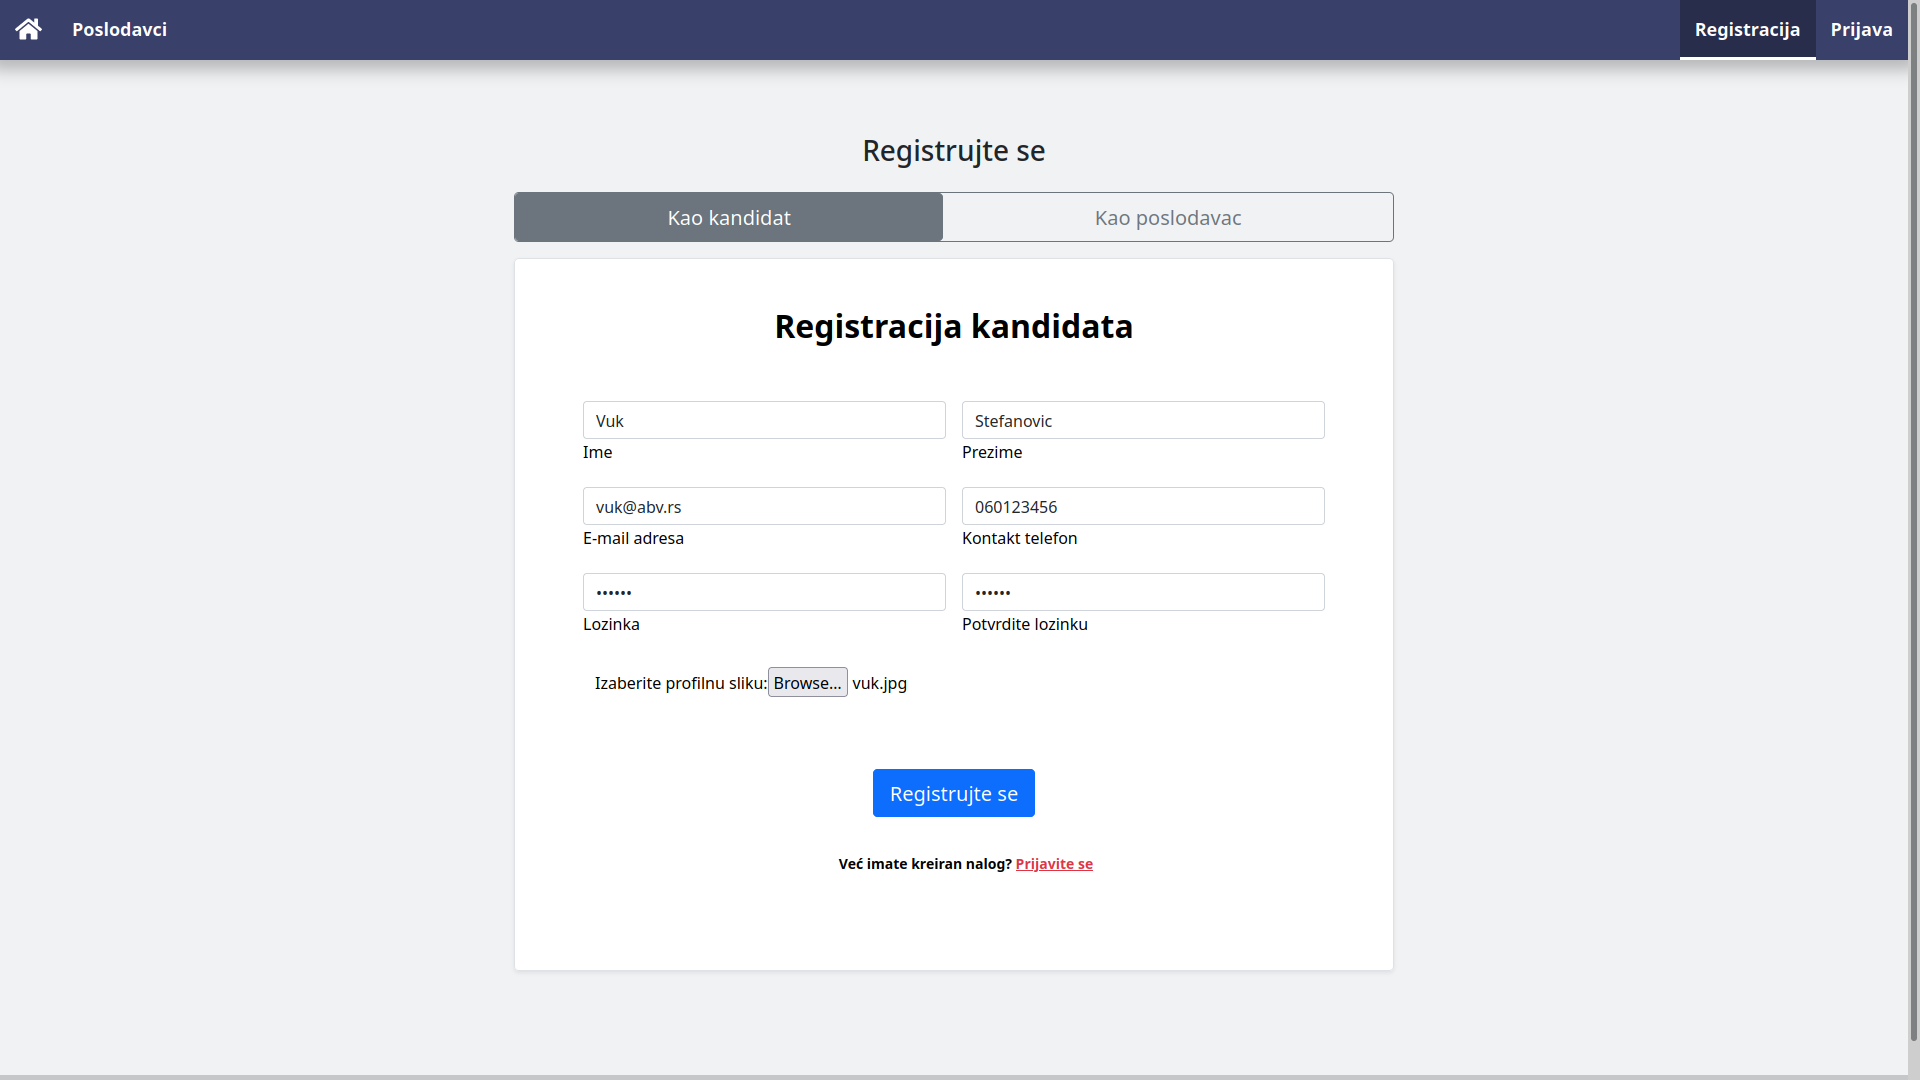 Poslodavci
Registracija
Prijava
Registrujte se
Kao kandidat
Kao poslodavac
Registracija kandidata
Vuk
Stefanovic
Ime
Prezime
vuk@abv.rs
060123456
E-mail adresa
Kontakt telefon
••••••
••••••
Lozinka
Potvrdite lozinku
Izaberite profilnu sliku: Browse... vuk.jpg
Registrujte se
Već imate kreiran nalog? Prijavite se